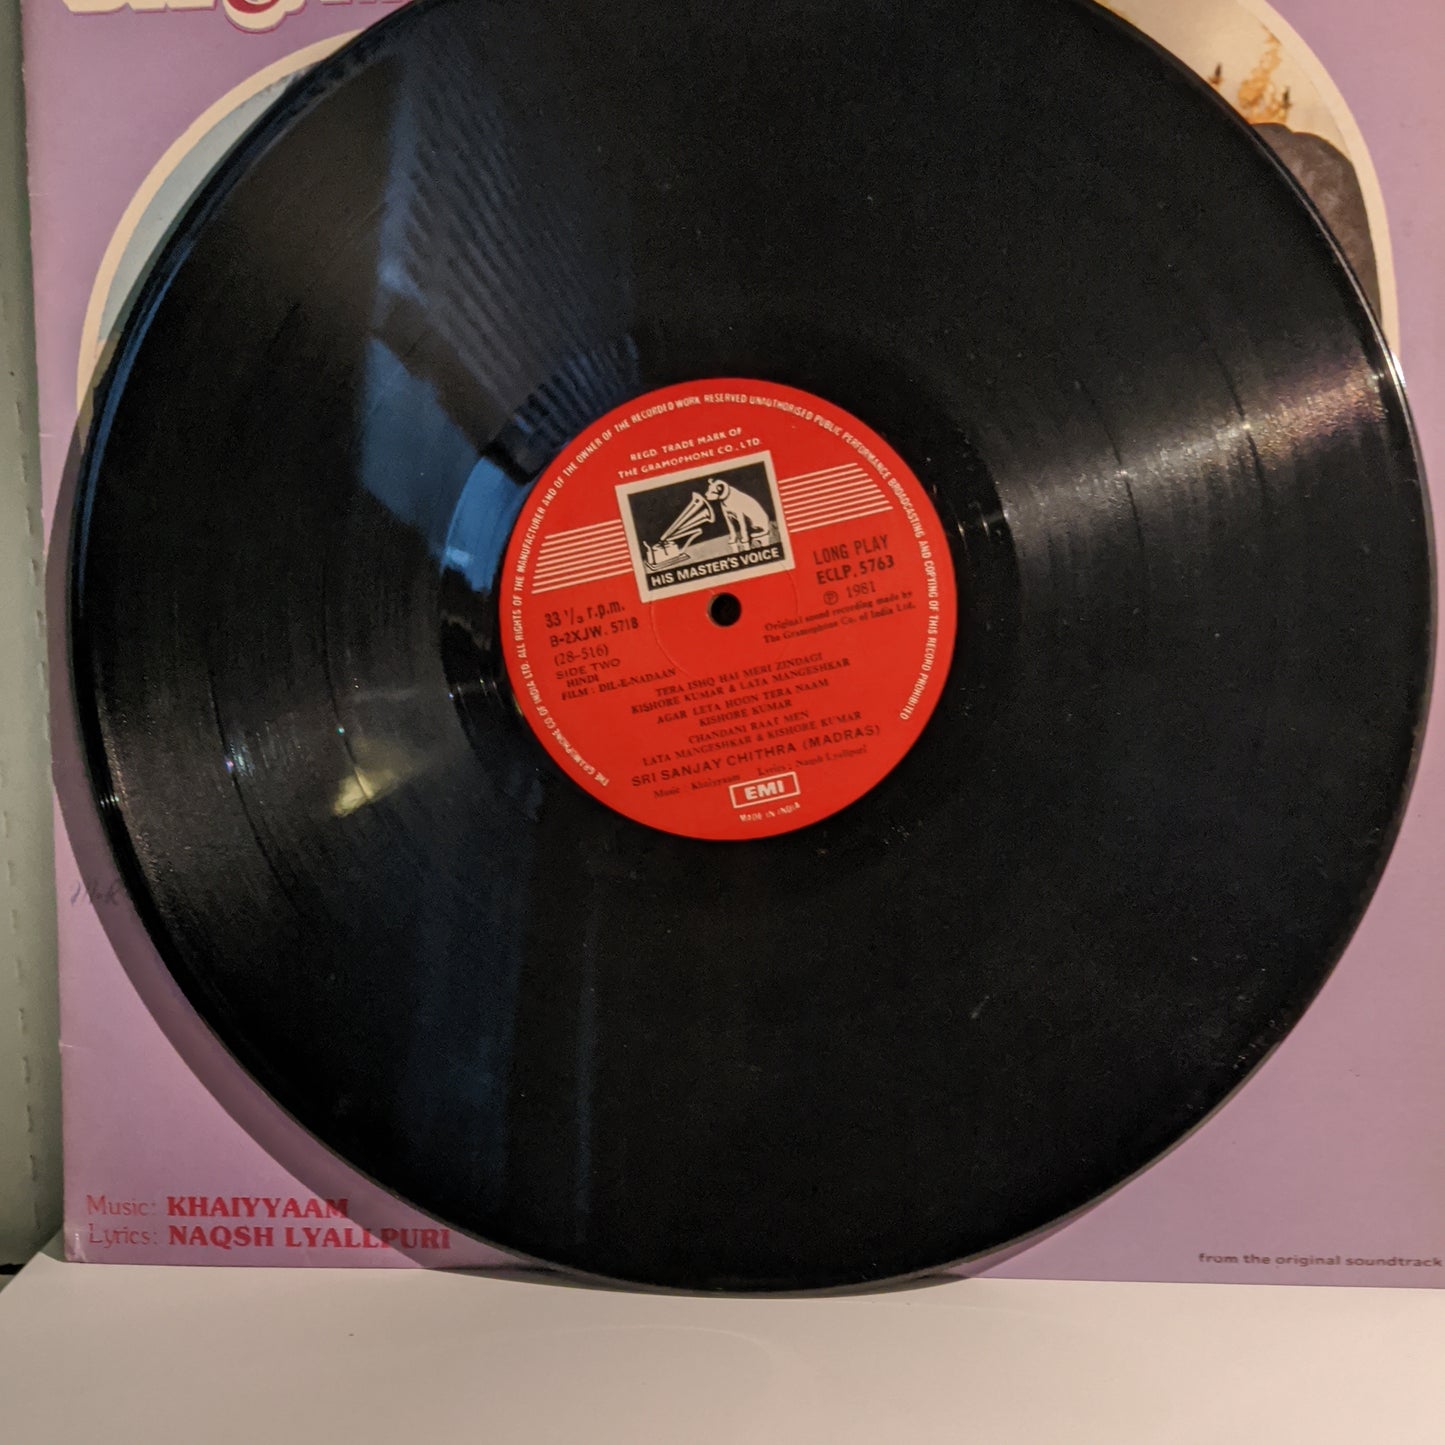 THE GRAMOPHONE CO. OF INDIA LTD. ALL RIGHTS OF THE MANUFACTURER AND OF THE OWNER OF THE RECORDED WORK RESERVED UNAUTHORISED PUBLIC PERFORMANCE BROADCASTING AND COPYING OF THIS RECORD PROHIBITED
REGD. TRADE MARK OF
THE GRAMOPHONE CO., LTD.
HIS MASTER'S VOICE
LONG PLAY
ECLP. 5763
℗ 1981
Original sound recording made by
The Gramophone Co. of India Ltd.
33 1/3 r.p.m.
B-2XJW. 571B
(28-516)
SIDE TWO
HINDI
FILM : DIL-E-NADAAN
TERA ISHQ HAI MERI ZINDAGI
KISHORE KUMAR & LATA MANGESHKAR
AGAR LETA HOON TERA NAAM
KISHORE KUMAR
CHANDANI RAAT MEN
LATA MANGESHKAR & KISHORE KUMAR
SRI SANJAY CHITHRA (MADRAS)
Music : Khaiyyaam Lyrics : Naqsh Lyallpuri
EMI
MADE IN INDIA
Music: KHAIYYAAM
Lyrics: NAQSH LYALLPURI
from the original soundtrack